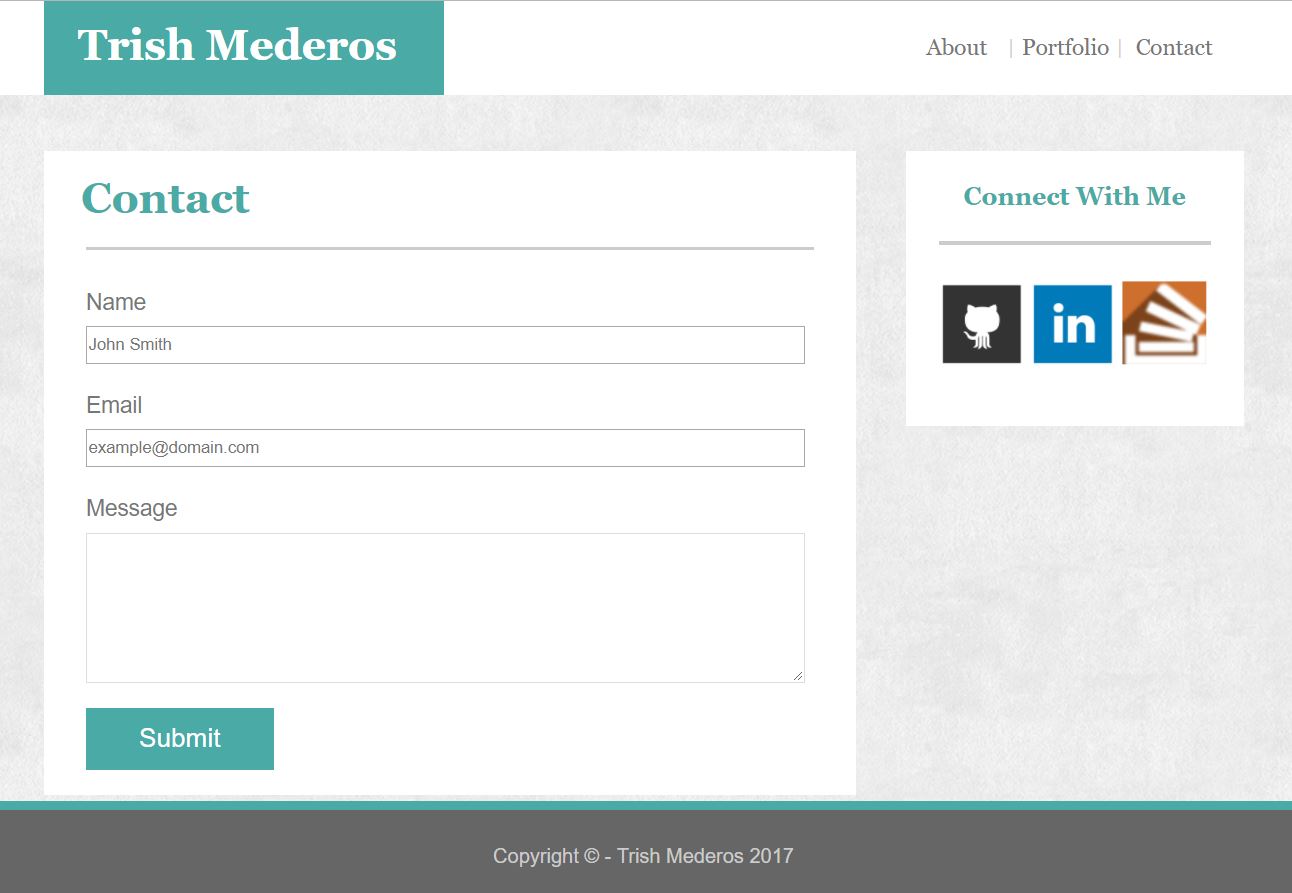 Trish Mederos
About | Portfolio | Contact
Contact
Name
John Smith
Email
example@domain.com
Message
Submit
Connect With Me
in
Copyright © - Trish Mederos 2017